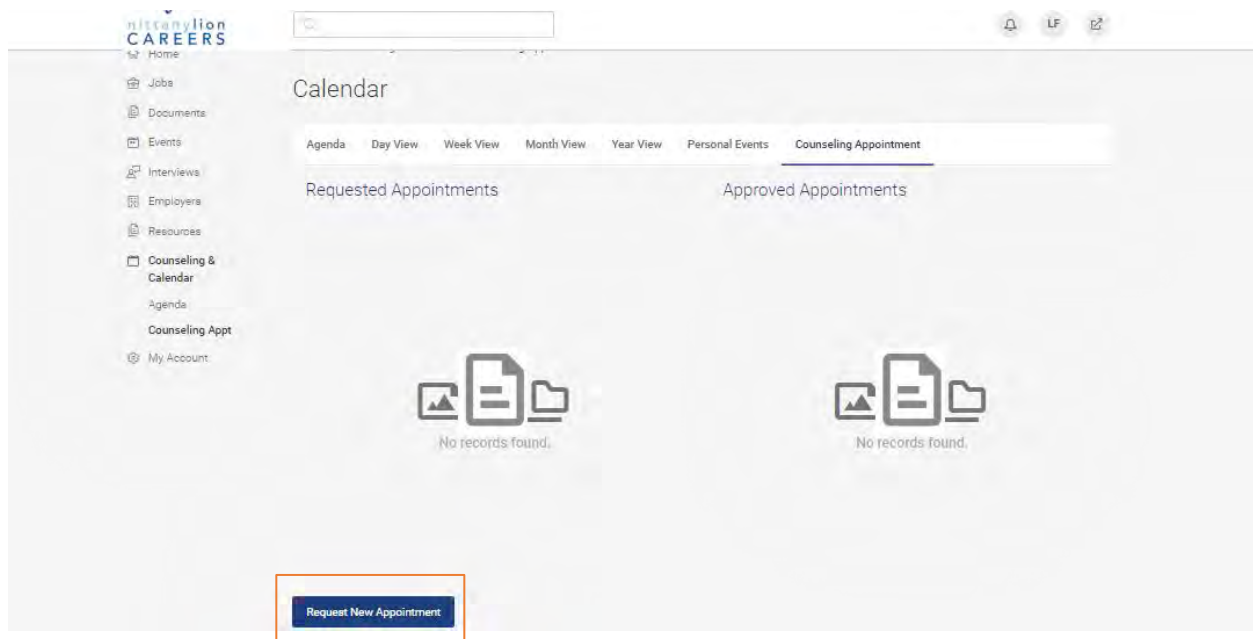 nittanylion
CAREERS
Home
Jobs
Documents
Events
Interviews
Employers
Resources
Counseling &
Calendar
Agenda
Counseling Appt
My Account
LF
Calendar
Agenda Day View Week View Month View Year View Personal Events Counseling Appointment
Requested Appointments
No records found.
Approved Appointments
No records found.
Request New Appointment